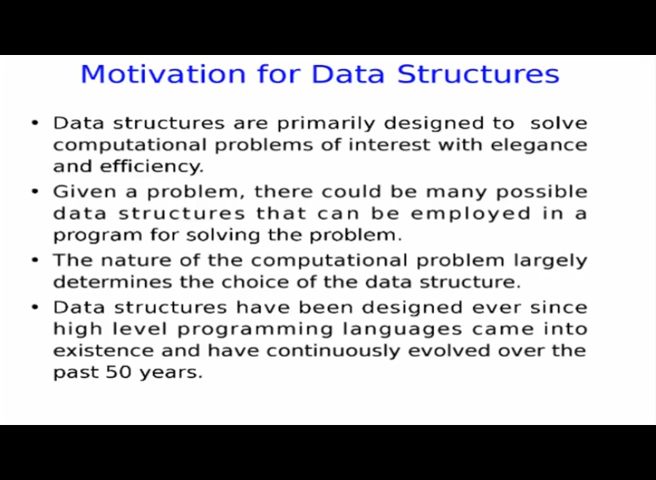 Motivation for Data Structures
• Data structures are primarily designed to solve
computational problems of interest with elegance
and efficiency.
• Given a problem, there could be many possible
data structures that can be employed in a
program for solving the problem.
• The nature of the computational problem largely
determines the choice of the data structure.
• Data structures have been designed ever since
high level programming languages came into
existence and have continuously evolved over the
past 50 years.